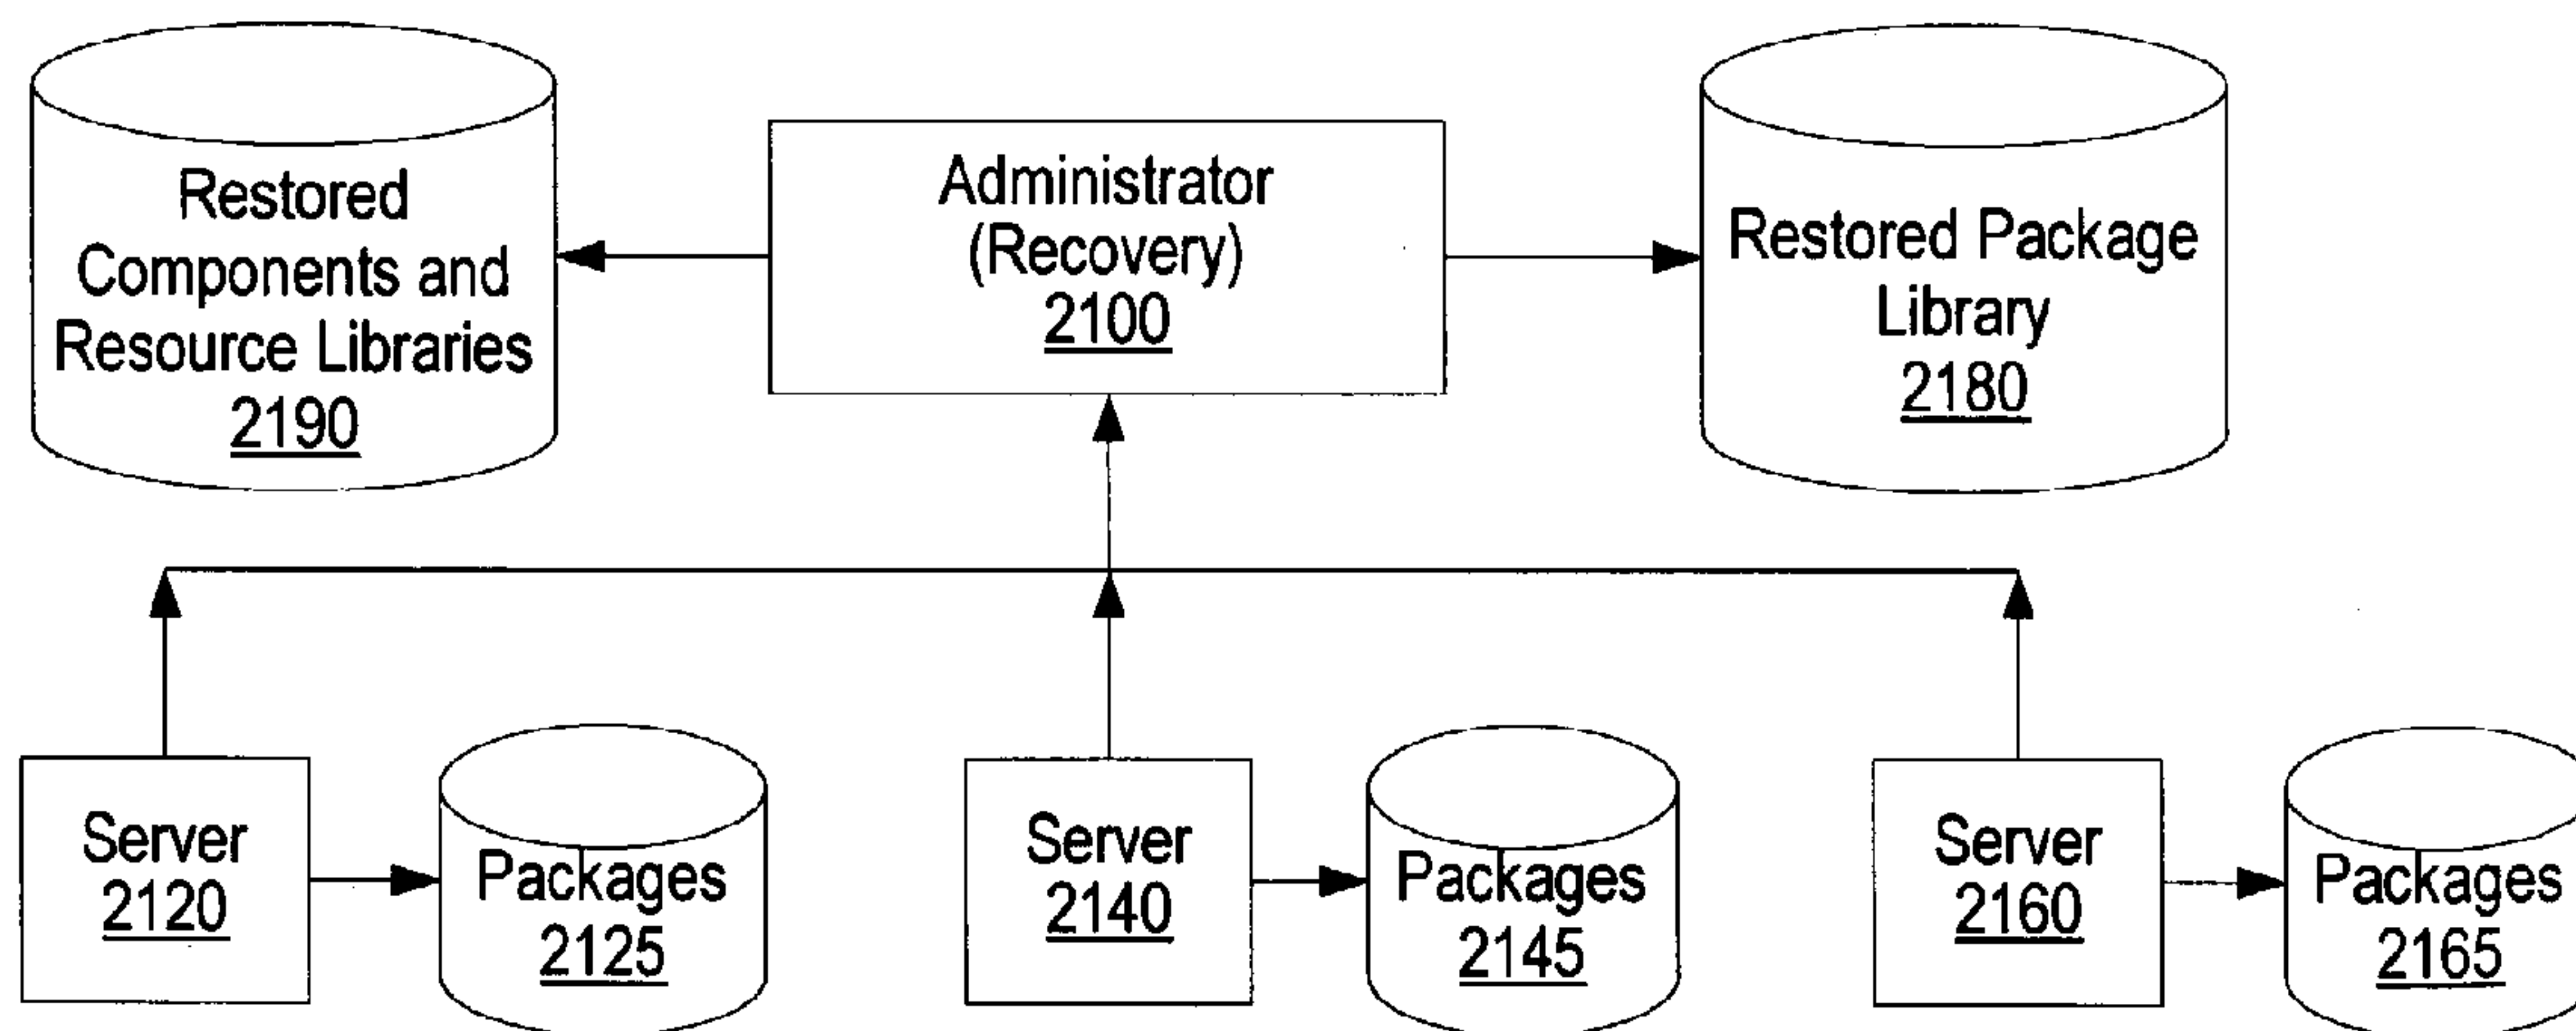 Restored
Components and
Resource Libraries
2190
Administrator
(Recovery)
2100
Restored Package
Library
2180
Server
2120
Packages
2125
Server
2140
Packages
2145
Server
2160
Packages
2165